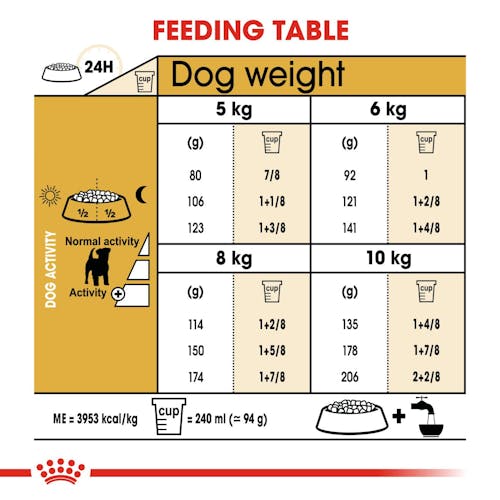 FEEDING TABLE
24H
cup
Dog weight
5 kg 6 kg
(g) cup (g) cup
80 7/8 92 1
106 1+1/8 121 1+2/8
123 1+3/8 141 1+4/8
½ ½
DOG ACTIVITY
Normal activity
Activity +
8 kg 10 kg
(g) cup (g) cup
114 1+2/8 135 1+4/8
150 1+5/8 178 1+7/8
174 1+7/8 206 2+2/8
ME = 3953 kcal/kg cup = 240 ml (≃ 94 g) +